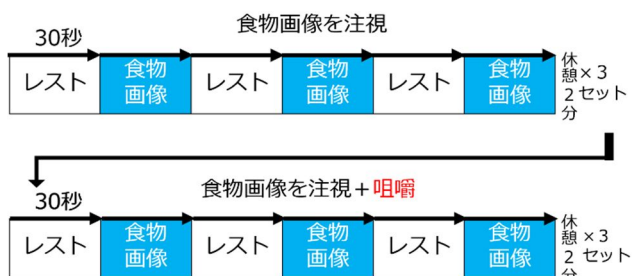 食物画像を注視
30秒
レスト
食物
画像
レスト
食物
画像
レスト
食物
画像
休憩2分
×3
セット
食物画像を注視＋咀嚼
30秒
レスト
食物
画像
レスト
食物
画像
レスト
食物
画像
休憩2分
×3
セット